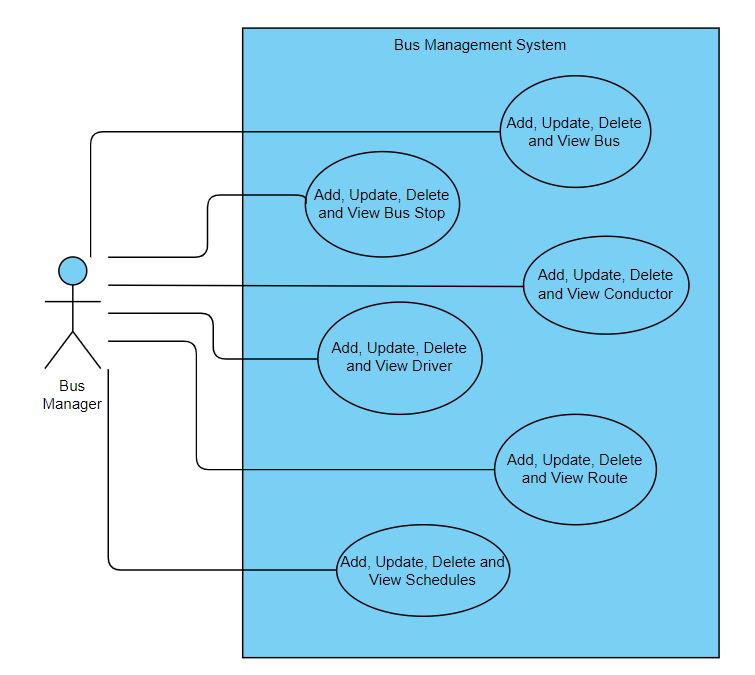 Bus Management System
Add, Update, Delete
and View Bus
Add, Update, Delete
and View Bus Stop
Add, Update, Delete
and View Conductor
Add, Update, Delete
and View Driver
Bus
Manager
Add, Update, Delete
and View Route
Add, Update, Delete and
View Schedules